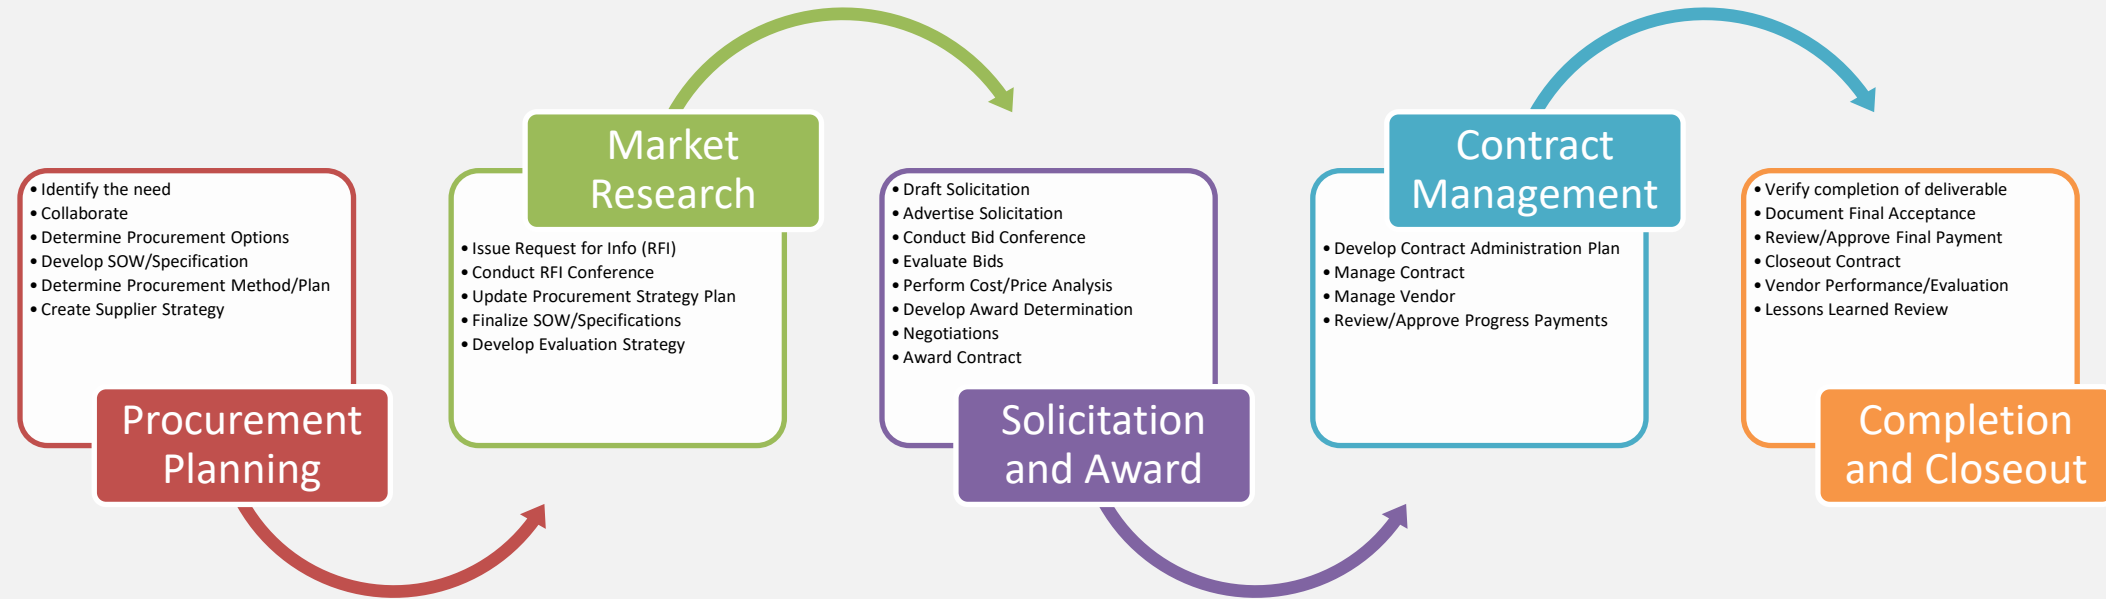 • Identify the need
• Collaborate
• Determine Procurement Options
• Develop SOW/Specification
• Determine Procurement Method/Plan
• Create Supplier Strategy
Procurement
Planning
Market
Research
• Issue Request for Info (RFI)
• Conduct RFI Conference
• Update Procurement Strategy Plan
• Finalize SOW/Specifications
• Develop Evaluation Strategy
• Draft Solicitation
• Advertise Solicitation
• Conduct Bid Conference
• Evaluate Bids
• Perform Cost/Price Analysis
• Develop Award Determination
• Negotiations
• Award Contract
Solicitation
and Award
Contract
Management
• Develop Contract Administration Plan
• Manage Contract
• Manage Vendor
• Review/Approve Progress Payments
• Verify completion of deliverable
• Document Final Acceptance
• Review/Approve Final Payment
• Closeout Contract
• Vendor Performance/Evaluation
• Lessons Learned Review
Completion
and Closeout